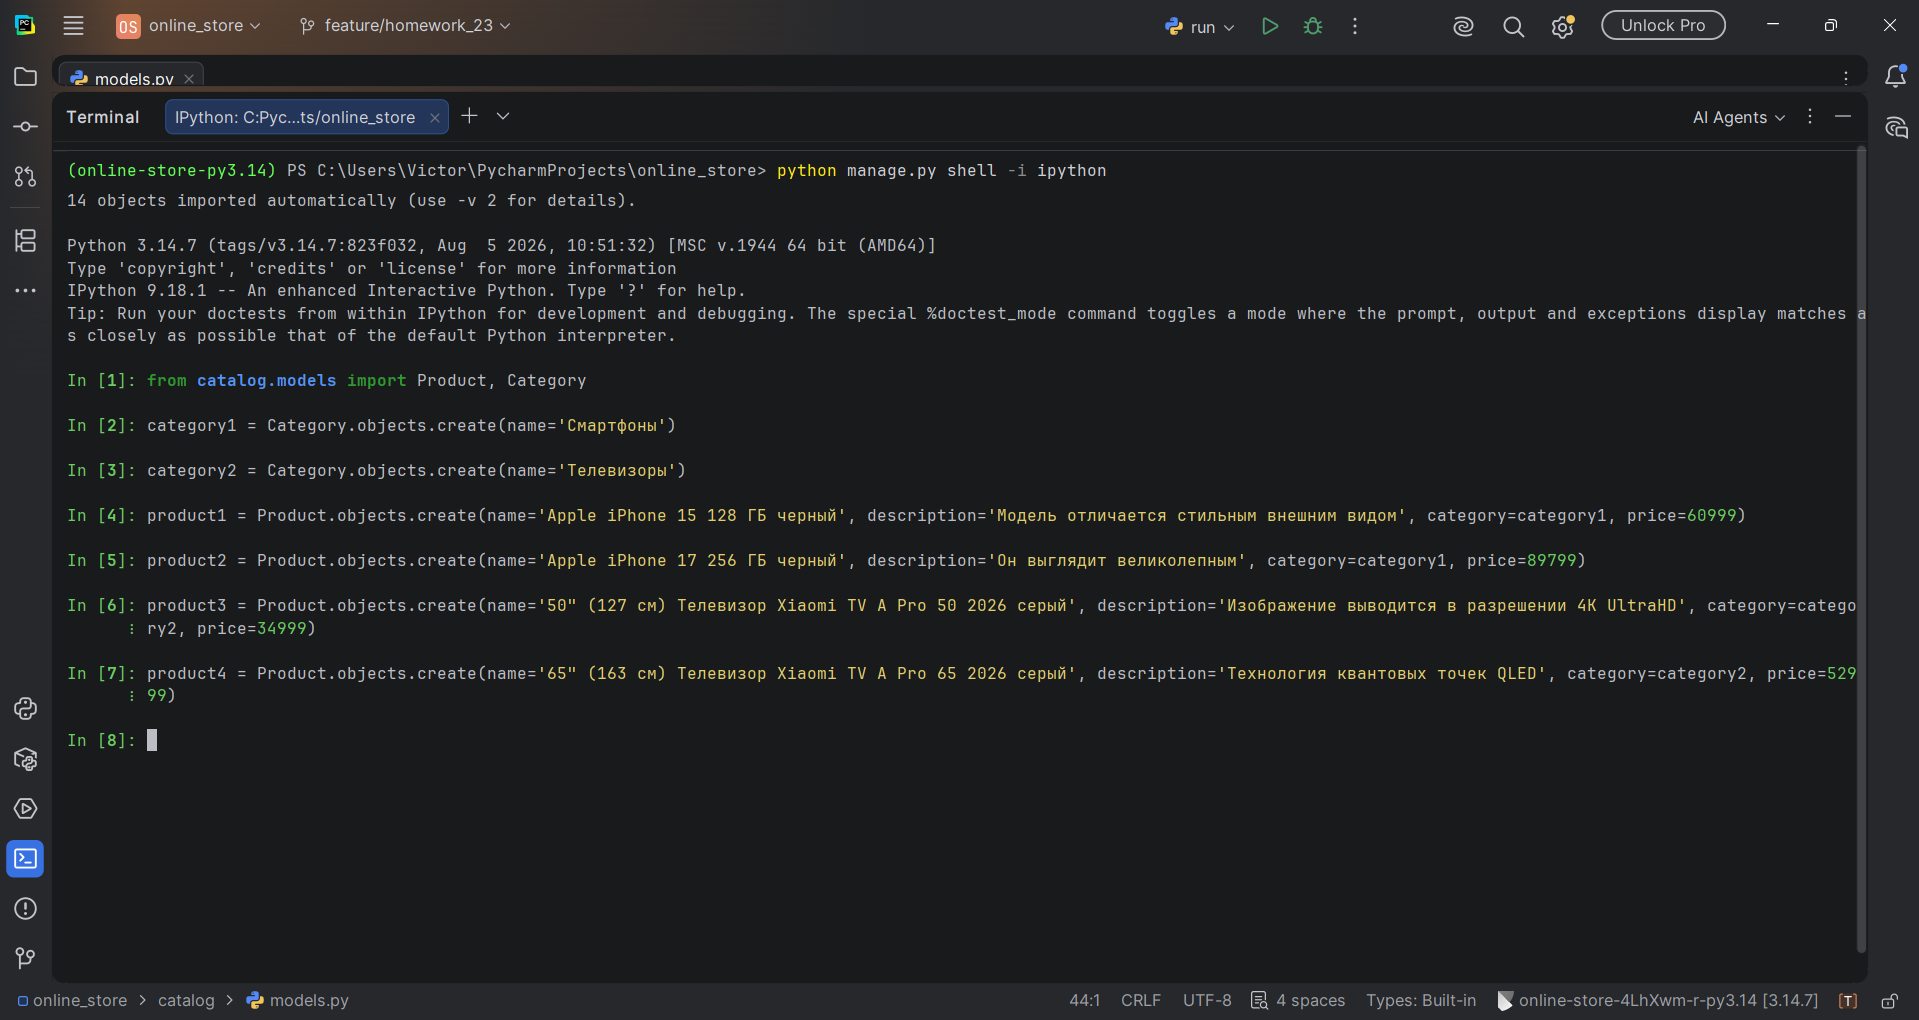 OS online_store feature/homework_23 run Unlock Pro
models.py
Terminal IPython: C:Pyc...ts/online_store AI Agents
(online-store-py3.14) PS C:\Users\Victor\PycharmProjects\online_store> python manage.py shell -i ipython
14 objects imported automatically (use -v 2 for details).
Python 3.14.7 (tags/v3.14.7:823f032, Aug  5 2026, 10:51:32) [MSC v.1944 64 bit (AMD64)]
Type 'copyright', 'credits' or 'license' for more information
IPython 9.18.1 -- An enhanced Interactive Python. Type '?' for help.
Tip: Run your doctests from within IPython for development and debugging. The special %doctest_mode command toggles a mode where the prompt, output and exceptions display matches a
s closely as possible that of the default Python interpreter.
In [1]: from catalog.models import Product, Category
In [2]: category1 = Category.objects.create(name='Смартфоны')
In [3]: category2 = Category.objects.create(name='Телевизоры')
In [4]: product1 = Product.objects.create(name='Apple iPhone 15 128 ГБ черный', description='Модель отличается стильным внешним видом', category=category1, price=60999)
In [5]: product2 = Product.objects.create(name='Apple iPhone 17 256 ГБ черный', description='Он выглядит великолепным', category=category1, price=89799)
In [6]: product3 = Product.objects.create(name='50" (127 см) Телевизор Xiaomi TV A Pro 50 2026 серый', description='Изображение выводится в разрешении 4K UltraHD', category=catego
⁝ ry2, price=34999)
In [7]: product4 = Product.objects.create(name='65" (163 см) Телевизор Xiaomi TV A Pro 65 2026 серый', description='Технология квантовых точек QLED', category=category2, price=529
⁝ 99)
In [8]:
online_store > catalog > models.py 44:1 CRLF UTF-8 4 spaces Types: Built-in online-store-4LhXwm-r-py3.14 [3.14.7] [T]